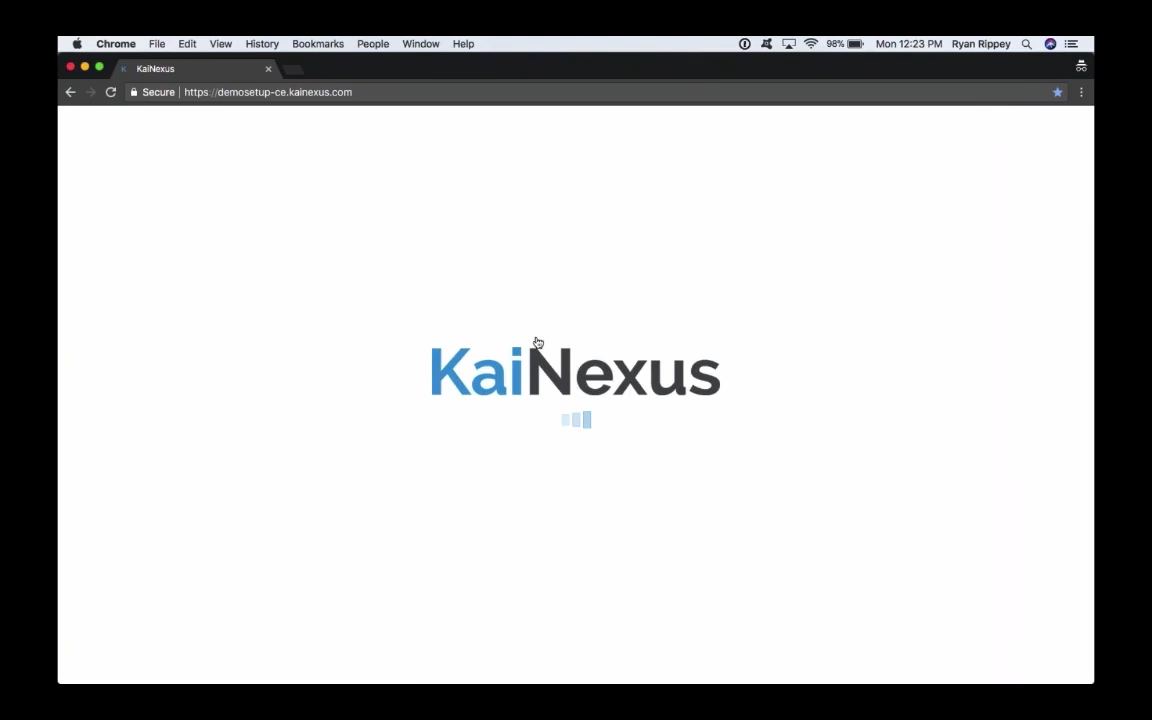 Chrome File Edit View History Bookmarks People Window Help 98% Mon 12:23 PM Ryan Rippey
KaiNexus
Secure | https://demosetup-ce.kainexus.com
KaiNexus